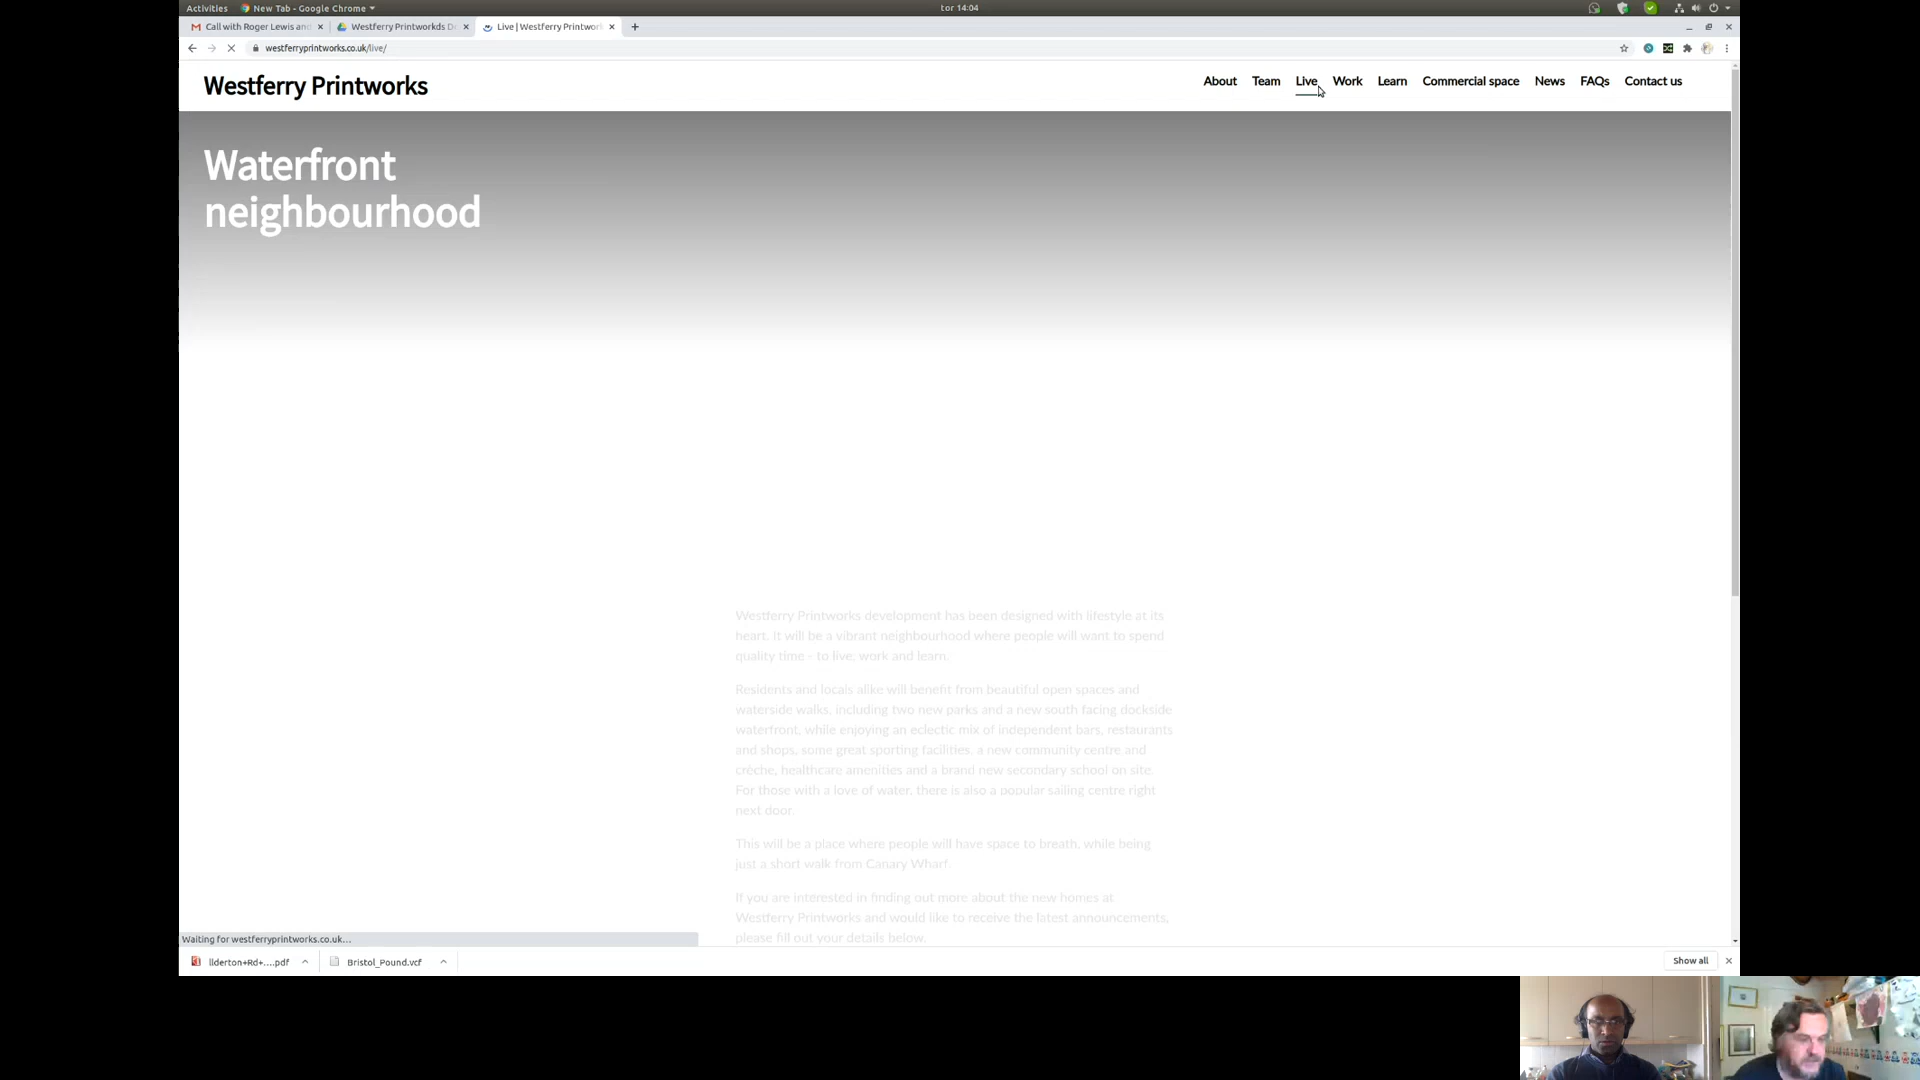 Activities
New Tab - Google Chrome
tor 14:04
Call with Roger Lewis and
Westferry Printworkds D
Live | Westferry Printwor
westferryprintworks.co.uk/live/
Westferry Printworks
About Team Live Work Learn Commercial space News FAQs Contact us
Waterfront
neighbourhood
Westferry Printworks development has been designed with lifestyle at its
heart. It will be a vibrant neighbourhood where people will want to spend
quality time - to live; work and learn.
Residents and locals alike will benefit from beautiful open spaces and
waterside walks, including two new parks and a new south facing dockside
waterfront, while enjoying an eclectic mix of independent bars, restaurants
and shops, some great sporting facilities, a new community centre and
crèche, healthcare amenities and a brand new secondary school on site.
For those with a love of water, there is also a popular sailing centre right
next door.
This will be a place where people will have space to breath, while being
just a short walk from Canary Wharf
If you are interested in finding out more about the new homes at
Westferry Printworks and would like to receive the latest announcements,
please fill out your details below.
Waiting for westferryprintworks.co.uk...
Ilderton+Rd+....pdf
Bristol_Pound.vcf
Show all